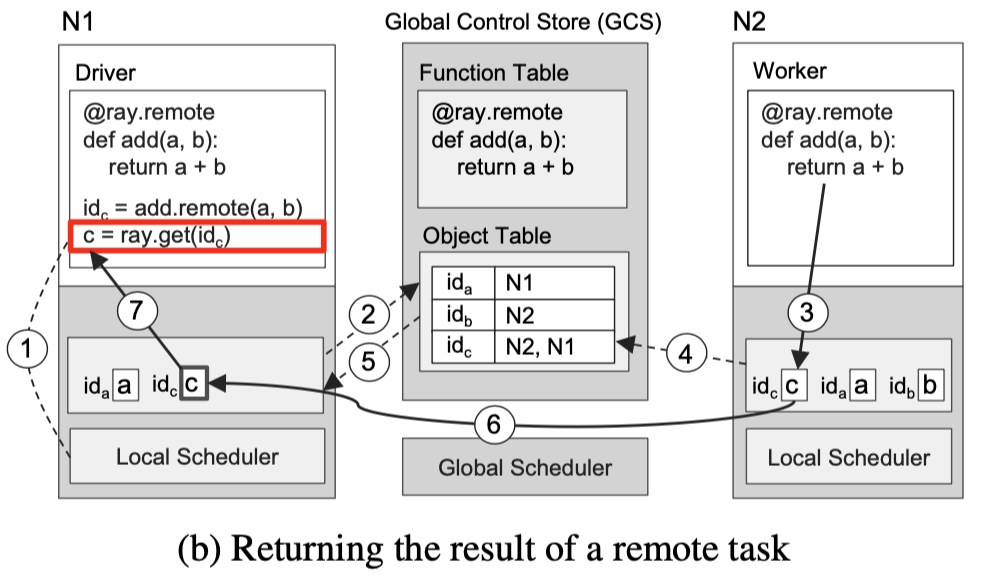 N1
Global Control Store (GCS)
N2
Driver
@ray.remote
def add(a, b):
return a + b
id_c = add.remote(a, b)
c = ray.get(id_c)
Function Table
@ray.remote
def add(a, b):
return a + b
Object Table
id_a N1
id_b N2
id_c N2, N1
Worker
@ray.remote
def add(a, b):
return a + b
1
7
2
5
4
3
6
id_a a id_c c
id_c c id_a a id_b b
Local Scheduler
Global Scheduler
Local Scheduler
(b) Returning the result of a remote task